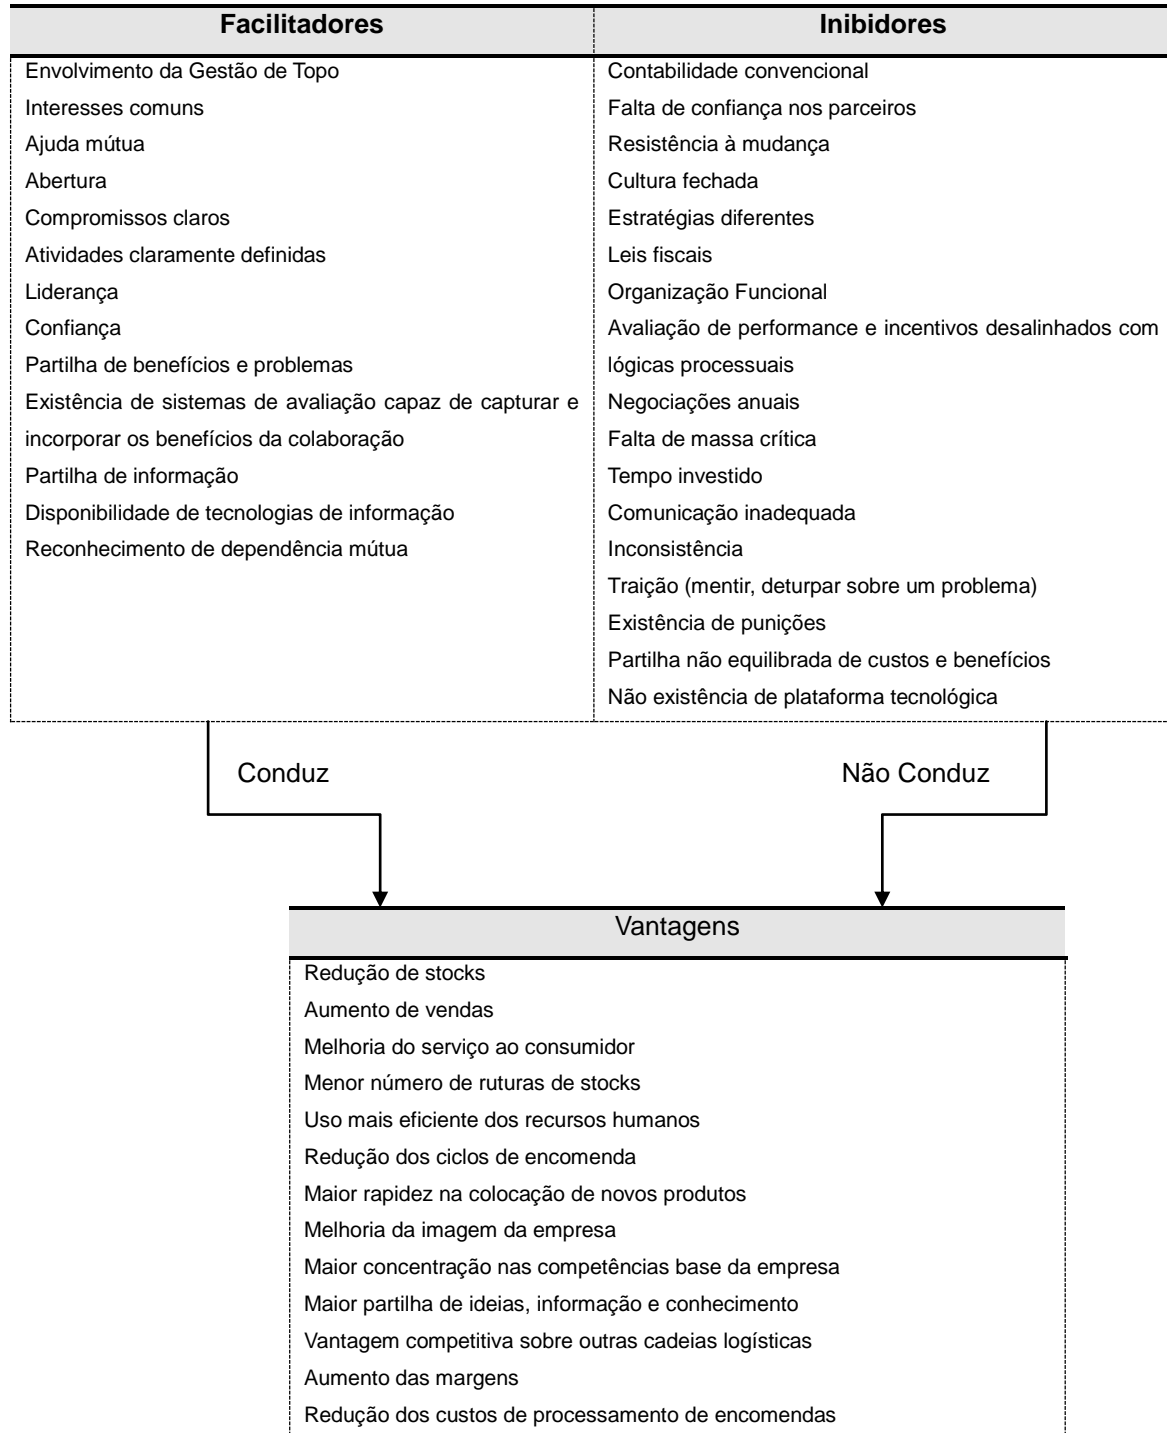 Facilitadores
Inibidores
Envolvimento da Gestão de Topo
Interesses comuns
Ajuda mútua
Abertura
Compromissos claros
Atividades claramente definidas
Liderança
Confiança
Partilha de benefícios e problemas
Existência de sistemas de avaliação capaz de capturar e
incorporar os benefícios da colaboração
Partilha de informação
Disponibilidade de tecnologias de informação
Reconhecimento de dependência mútua
Contabilidade convencional
Falta de confiança nos parceiros
Resistência à mudança
Cultura fechada
Estratégias diferentes
Leis fiscais
Organização Funcional
Avaliação de performance e incentivos desalinhados com
lógicas processuais
Negociações anuais
Falta de massa crítica
Tempo investido
Comunicação inadequada
Inconsistência
Traição (mentir, deturpar sobre um problema)
Existência de punições
Partilha não equilibrada de custos e benefícios
Não existência de plataforma tecnológica
Conduz
Não Conduz
Vantagens
Redução de stocks
Aumento de vendas
Melhoria do serviço ao consumidor
Menor número de ruturas de stocks
Uso mais eficiente dos recursos humanos
Redução dos ciclos de encomenda
Maior rapidez na colocação de novos produtos
Melhoria da imagem da empresa
Maior concentração nas competências base da empresa
Maior partilha de ideias, informação e conhecimento
Vantagem competitiva sobre outras cadeias logísticas
Aumento das margens
Redução dos custos de processamento de encomendas